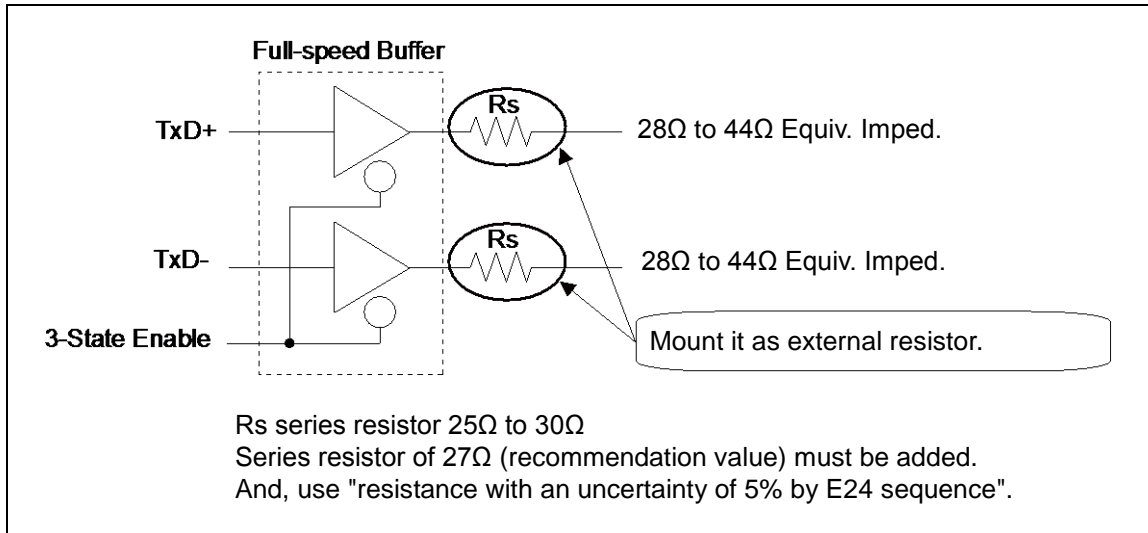 Full-speed Buffer
Rs
TxD+
28Ω to 44Ω Equiv. Imped.
Rs
TxD-
28Ω to 44Ω Equiv. Imped.
3-State Enable
Mount it as external resistor.
Rs series resistor 25Ω to 30Ω
Series resistor of 27Ω (recommendation value) must be added.
And, use "resistance with an uncertainty of 5% by E24 sequence".